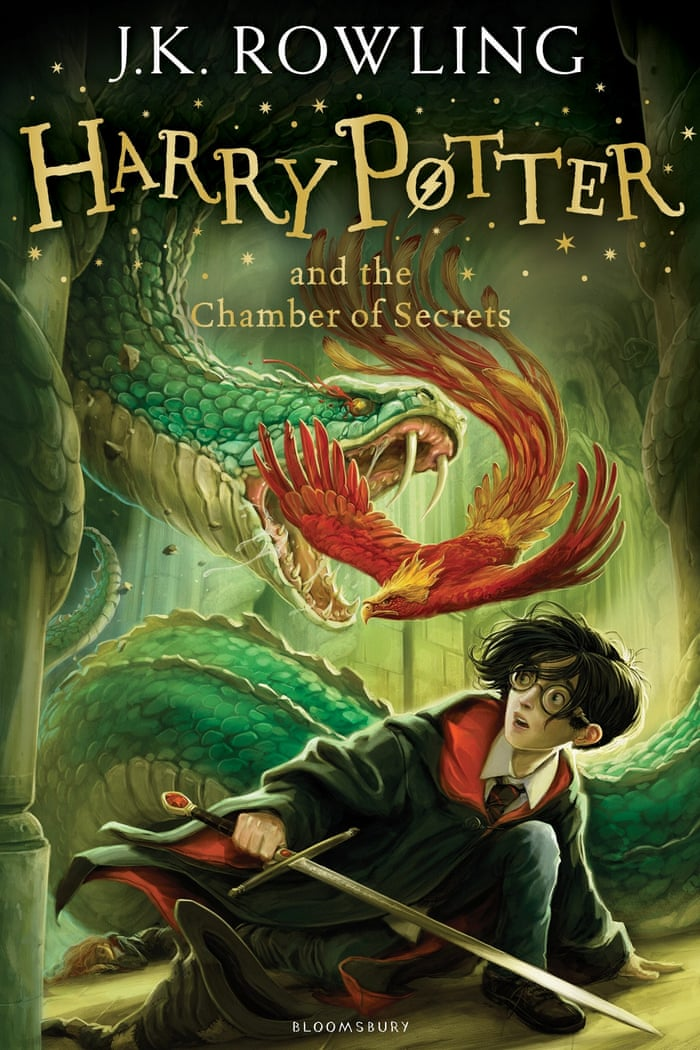 J.K. ROWLING
HARRY POTTER
and the
Chamber of Secrets
BLOOMSBURY